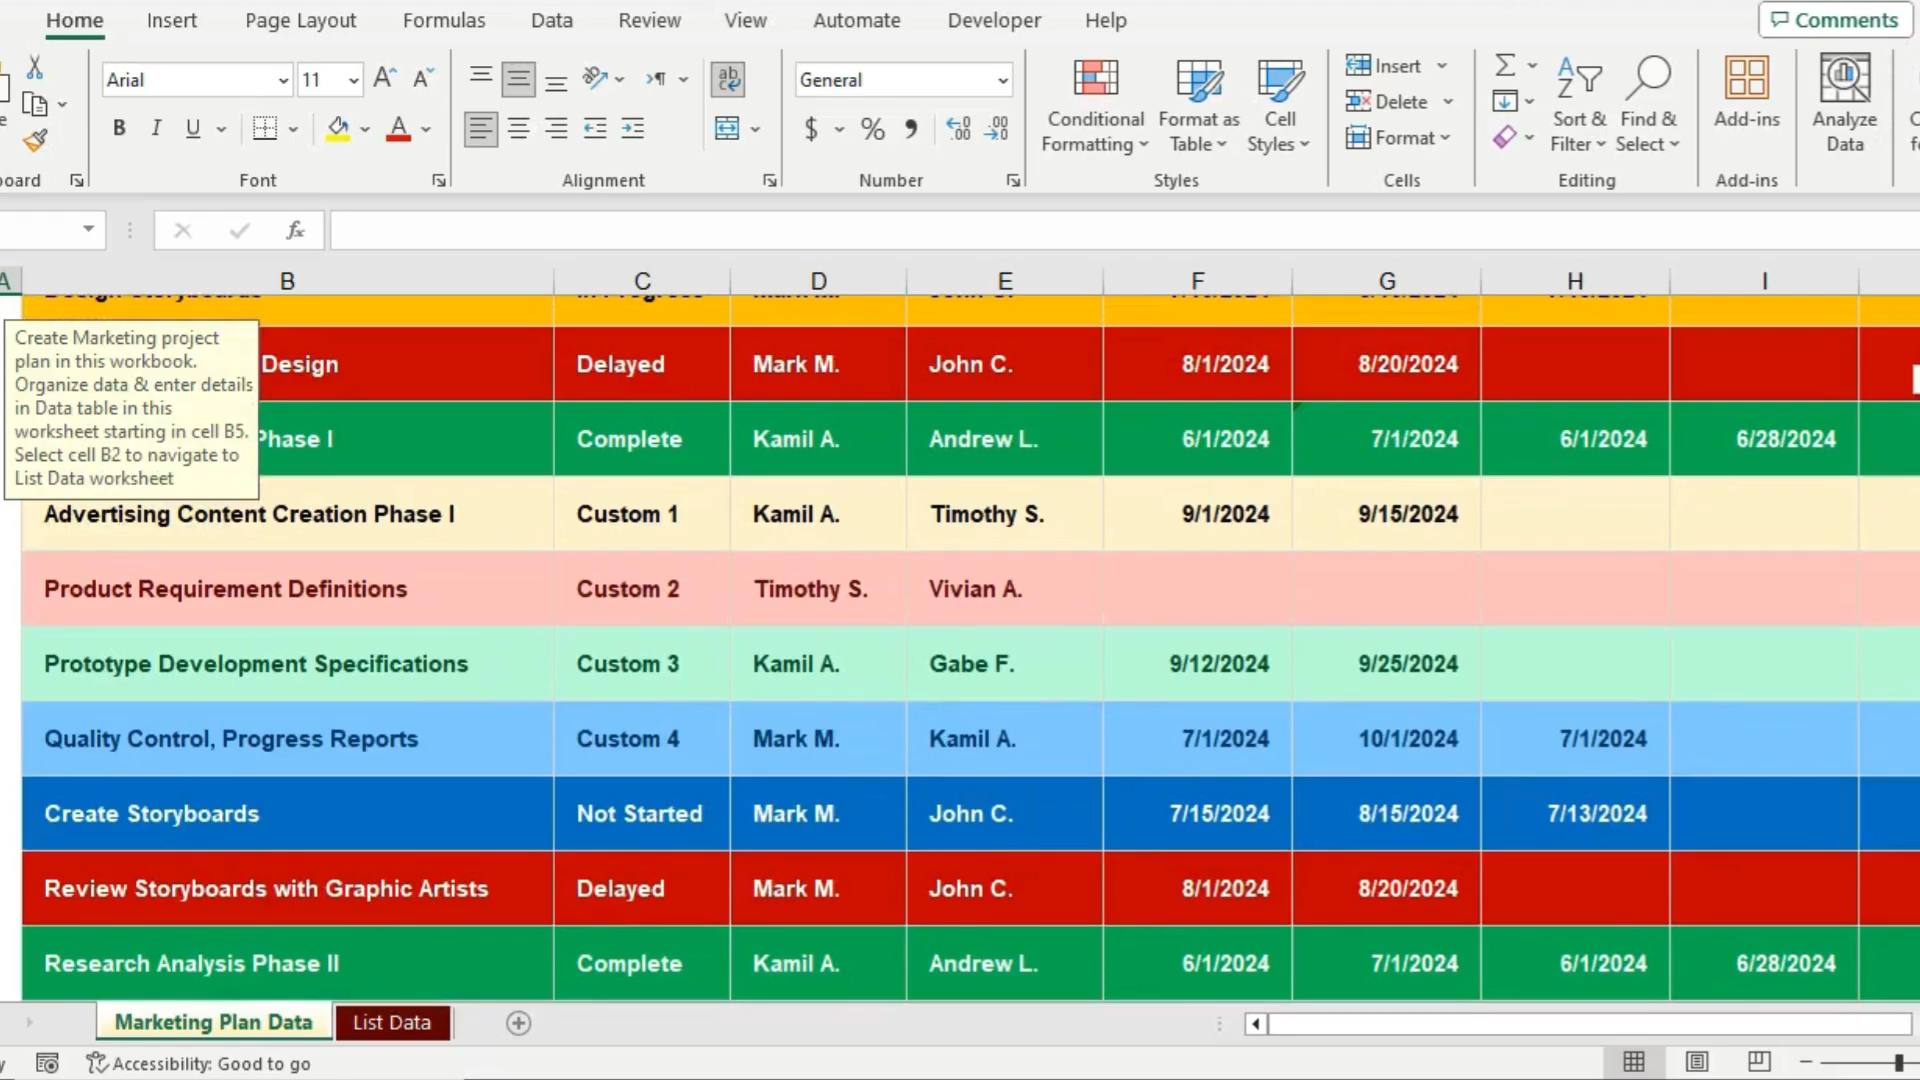 Home Insert Page Layout Formulas Data Review View Automate Developer Help Comments
Arial 11 General
Insert
Delete
Format
B I U
Conditional Formatting
Format as Table
Cell Styles
Sort & Filter
Find & Select
Add-ins
Analyze Data
Font Alignment Number Styles Cells Editing Add-ins
fx
A B C D E F G H I
Create Marketing project
plan in this workbook.
Organize data & enter details
in Data table in this
worksheet starting in cell B5.
Select cell B2 to navigate to
List Data worksheet
Design Delayed Mark M. John C. 8/1/2024 8/20/2024
Phase I Complete Kamil A. Andrew L. 6/1/2024 7/1/2024 6/1/2024 6/28/2024
Advertising Content Creation Phase I Custom 1 Kamil A. Timothy S. 9/1/2024 9/15/2024
Product Requirement Definitions Custom 2 Timothy S. Vivian A.
Prototype Development Specifications Custom 3 Kamil A. Gabe F. 9/12/2024 9/25/2024
Quality Control, Progress Reports Custom 4 Mark M. Kamil A. 7/1/2024 10/1/2024 7/1/2024
Create Storyboards Not Started Mark M. John C. 7/15/2024 8/15/2024 7/13/2024
Review Storyboards with Graphic Artists Delayed Mark M. John C. 8/1/2024 8/20/2024
Research Analysis Phase II Complete Kamil A. Andrew L. 6/1/2024 7/1/2024 6/1/2024 6/28/2024
Marketing Plan Data List Data
Accessibility: Good to go